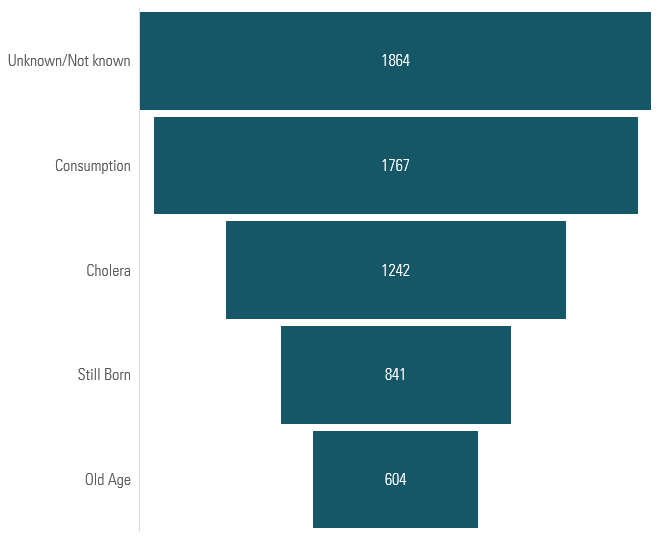 Unknown/Not known 1864
Consumption 1767
Cholera 1242
Still Born 841
Old Age 604